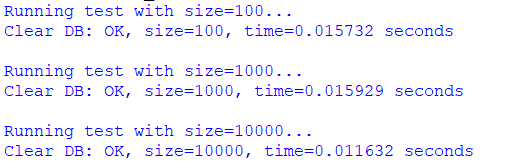 Running test with size=100...
Clear DB: OK, size=100, time=0.015732 seconds
Running test with size=1000...
Clear DB: OK, size=1000, time=0.015929 seconds
Running test with size=10000...
Clear DB: OK, size=10000, time=0.011632 seconds